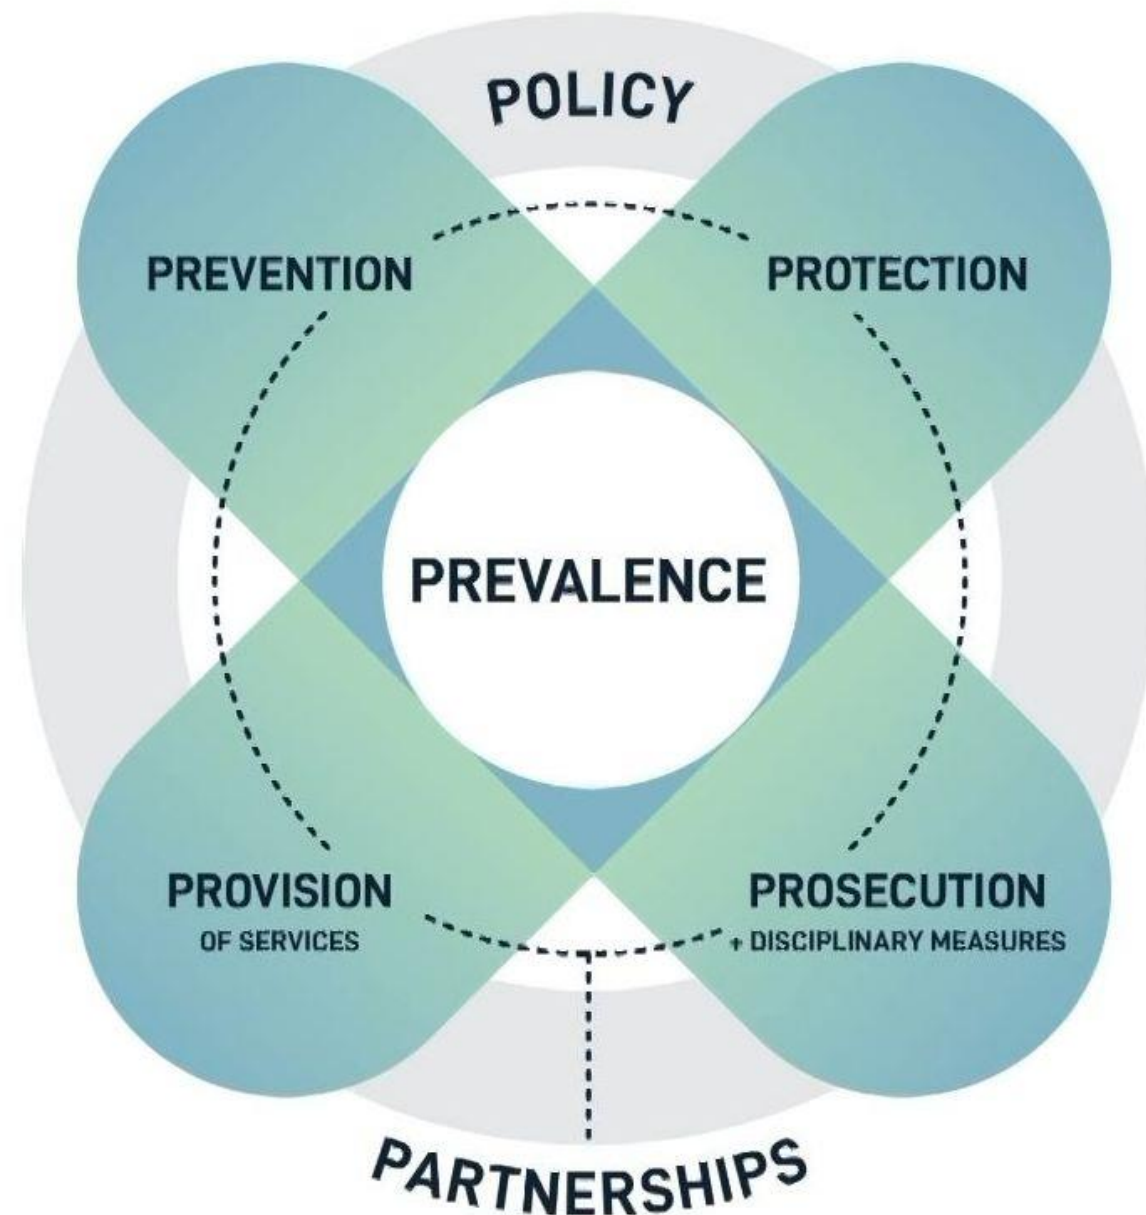 POLICY
PREVENTION
PROTECTION
PREVALENCE
PROVISION
OF SERVICES
PROSECUTION
+ DISCIPLINARY MEASURES
PARTNERSHIPS